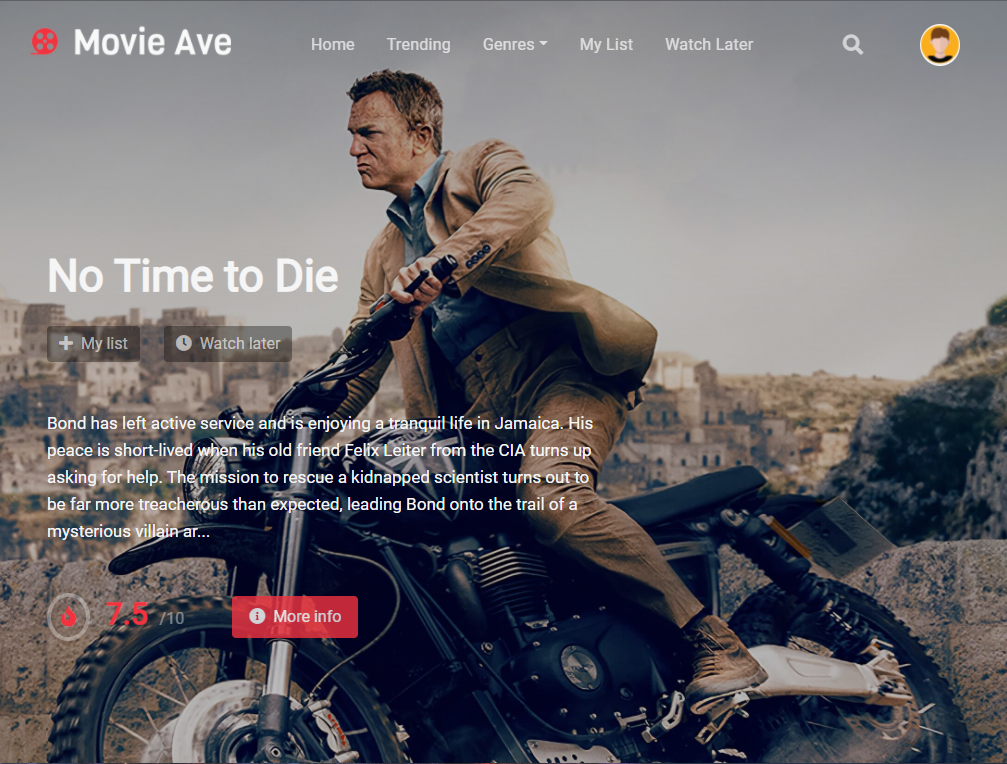 Movie Ave
Home Trending Genres My List Watch Later
No Time to Die
My list Watch later
Bond has left active service and is enjoying a tranquil life in Jamaica. His
peace is short-lived when his old friend Felix Leiter from the CIA turns up
asking for help. The mission to rescue a kidnapped scientist turns out to
be far more treacherous than expected, leading Bond onto the trail of a
mysterious villain ar...
7.5 /10 More info